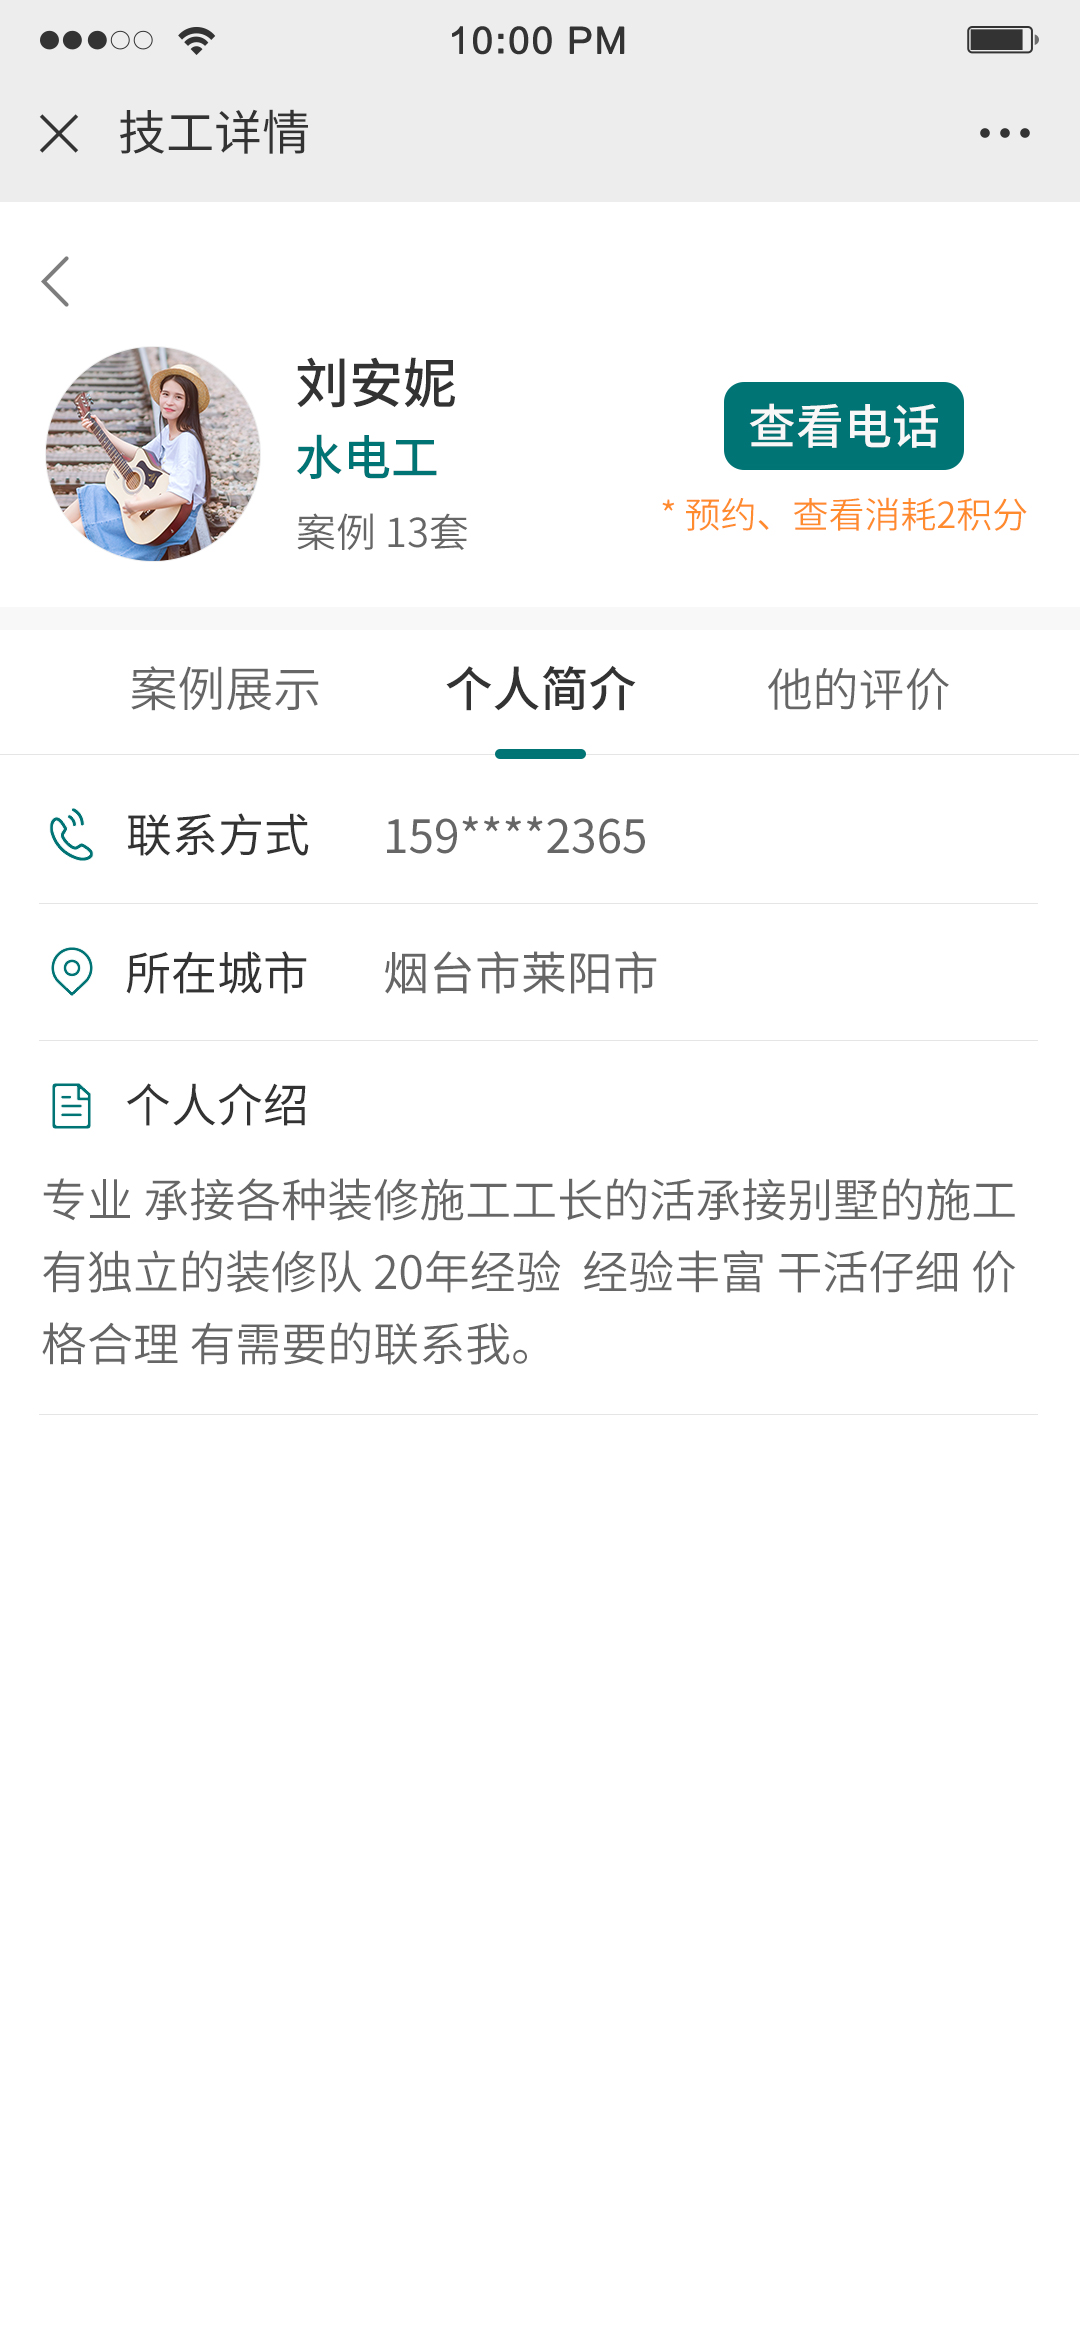 10:00 PM
技工详情
刘安妮
水电工
案例 13套
查看电话
* 预约、查看消耗2积分
案例展示 个人简介 他的评价
联系方式 159****2365
所在城市 烟台市莱阳市
个人介绍
专业 承接各种装修施工工长的活承接别墅的施工
有独立的装修队 20年经验 经验丰富 干活仔细 价
格合理 有需要的联系我。